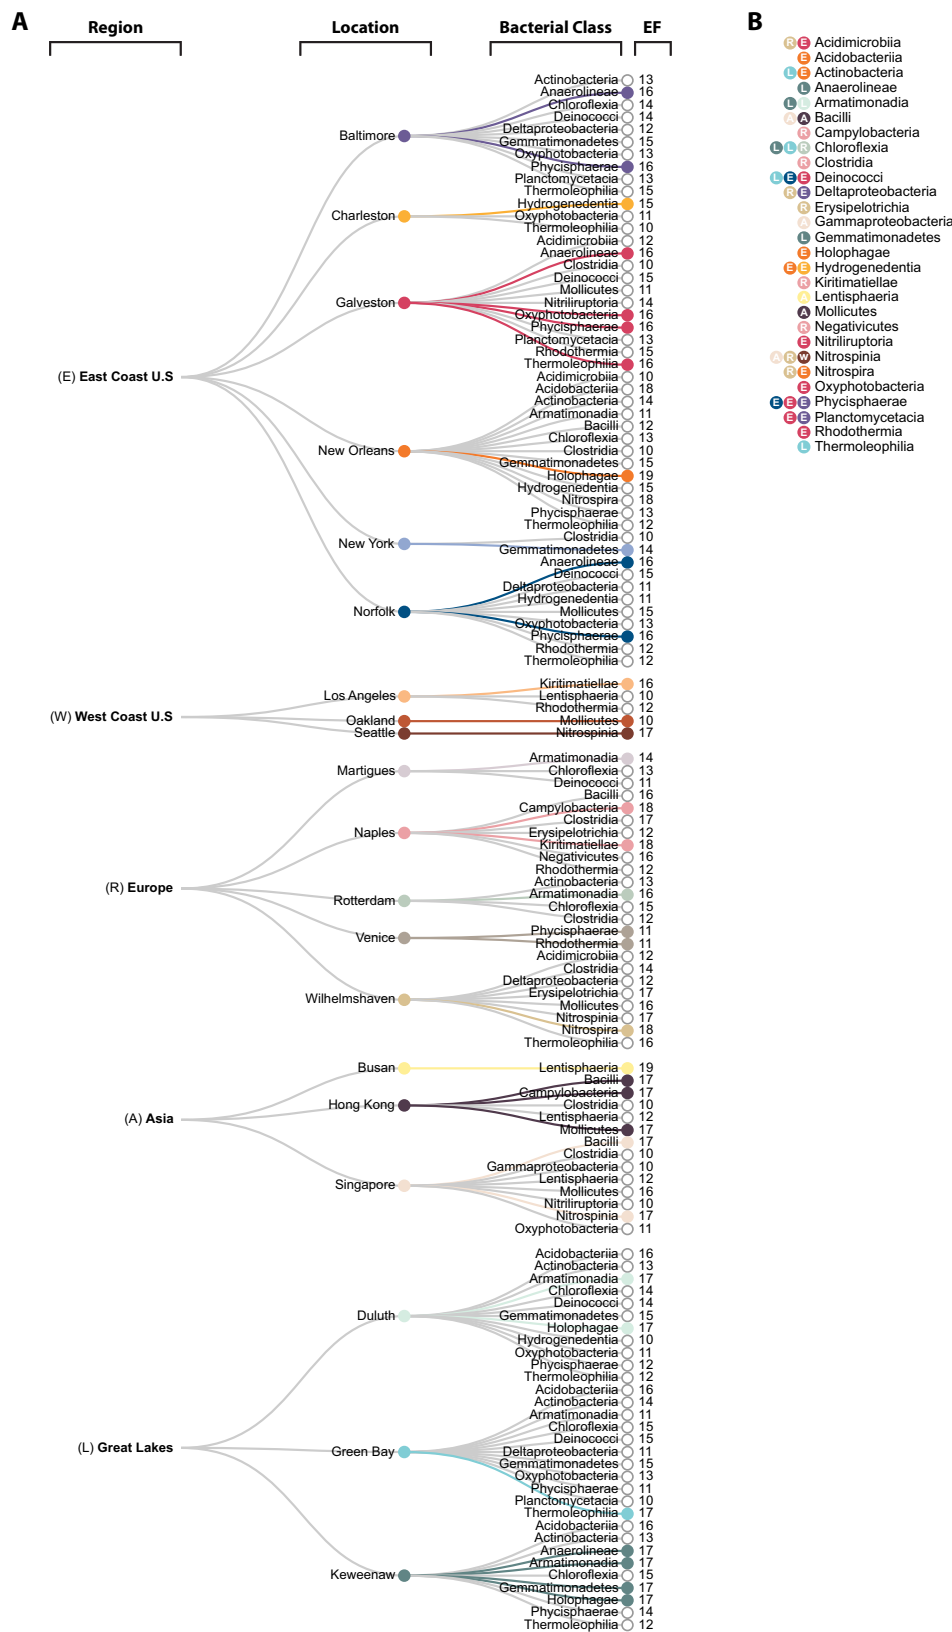 A
B
Region Location Bacterial Class EF
(E) East Coast U.S
Baltimore
Actinobacteria 13
Anaerolineae 16
Chloroflexia 14
Deinococci 14
Deltaproteobacteria 12
Gemmatimonadetes 15
Oxyphotobacteria 13
Phycisphaerae 16
Planctomycetacia 13
Thermoleophilia 15
Charleston
Hydrogenedentia 15
Oxyphotobacteria 11
Thermoleophilia 10
Galveston
Acidimicrobiia 12
Anaerolineae 16
Clostridia 10
Deinococci 15
Mollicutes 11
Nitriliruptoria 14
Oxyphotobacteria 16
Phycisphaerae 16
Planctomycetacia 13
Rhodothermia 15
Thermoleophilia 16
New Orleans
Acidimicrobiia 10
Acidobacteriia 18
Actinobacteria 14
Armatimonadia 11
Bacilli 12
Chloroflexia 13
Clostridia 10
Gemmatimonadetes 15
Holophagae 19
Hydrogenedentia 15
Nitrospira 18
Phycisphaerae 13
Thermoleophilia 12
New York
Clostridia 10
Gemmatimonadetes 14
Norfolk
Anaerolineae 16
Deinococci 15
Deltaproteobacteria 11
Hydrogenedentia 11
Mollicutes 15
Oxyphotobacteria 13
Phycisphaerae 16
Rhodothermia 12
Thermoleophilia 12
(W) West Coast U.S
Los Angeles
Kiritimatiellae 16
Lentisphaeria 10
Rhodothermia 12
Oakland
Mollicutes 10
Seattle
Nitrospinia 17
(R) Europe
Martigues
Armatimonadia 14
Chloroflexia 13
Deinococci 11
Naples
Bacilli 16
Campylobacteria 18
Clostridia 17
Erysipelotrichia 12
Kiritimatiellae 18
Negativicutes 16
Rhodothermia 12
Rotterdam
Actinobacteria 13
Armatimonadia 16
Chloroflexia 15
Clostridia 12
Venice
Phycisphaerae 11
Rhodothermia 11
Wilhelmshaven
Acidimicrobiia 12
Clostridia 14
Deltaproteobacteria 12
Erysipelotrichia 17
Mollicutes 16
Nitrospinia 17
Nitrospira 18
Thermoleophilia 16
(A) Asia
Busan
Lentisphaeria 19
Hong Kong
Bacilli 17
Campylobacteria 17
Clostridia 10
Lentisphaeria 12
Mollicutes 17
Singapore
Bacilli 17
Clostridia 10
Gammaproteobacteria 10
Lentisphaeria 12
Mollicutes 16
Nitriliruptoria 10
Nitrospinia 17
Oxyphotobacteria 11
(L) Great Lakes
Duluth
Acidobacteriia 16
Actinobacteria 13
Armatimonadia 17
Chloroflexia 14
Deinococci 14
Gemmatimonadetes 15
Holophagae 17
Hydrogenedentia 10
Oxyphotobacteria 11
Phycisphaerae 12
Thermoleophilia 12
Green Bay
Acidobacteriia 16
Actinobacteria 14
Armatimonadia 11
Chloroflexia 15
Deinococci 15
Deltaproteobacteria 11
Gemmatimonadetes 15
Oxyphotobacteria 13
Phycisphaerae 11
Planctomycetacia 10
Thermoleophilia 17
Keweenaw
Acidobacteriia 16
Actinobacteria 13
Anaerolineae 17
Armatimonadia 17
Chloroflexia 15
Gemmatimonadetes 17
Holophagae 17
Phycisphaerae 14
Thermoleophilia 12
R E Acidimicrobiia
E Acidobacteriia
L E Actinobacteria
L Anaerolineae
L L Armatimonadia
A A Bacilli
R Campylobacteria
L L R Chloroflexia
R Clostridia
L E E Deinococci
R E Deltaproteobacteria
R Erysipelotrichia
A Gammaproteobacteria
L Gemmatimonadetes
E Holophagae
E E Hydrogenedentia
R Kiritimatiellae
A Lentisphaeria
A Mollicutes
R Negativicutes
E Nitriliruptoria
A R W Nitrospinia
R E Nitrospira
E Oxyphotobacteria
E E E Phycisphaerae
E E Planctomycetacia
E Rhodothermia
L Thermoleophilia